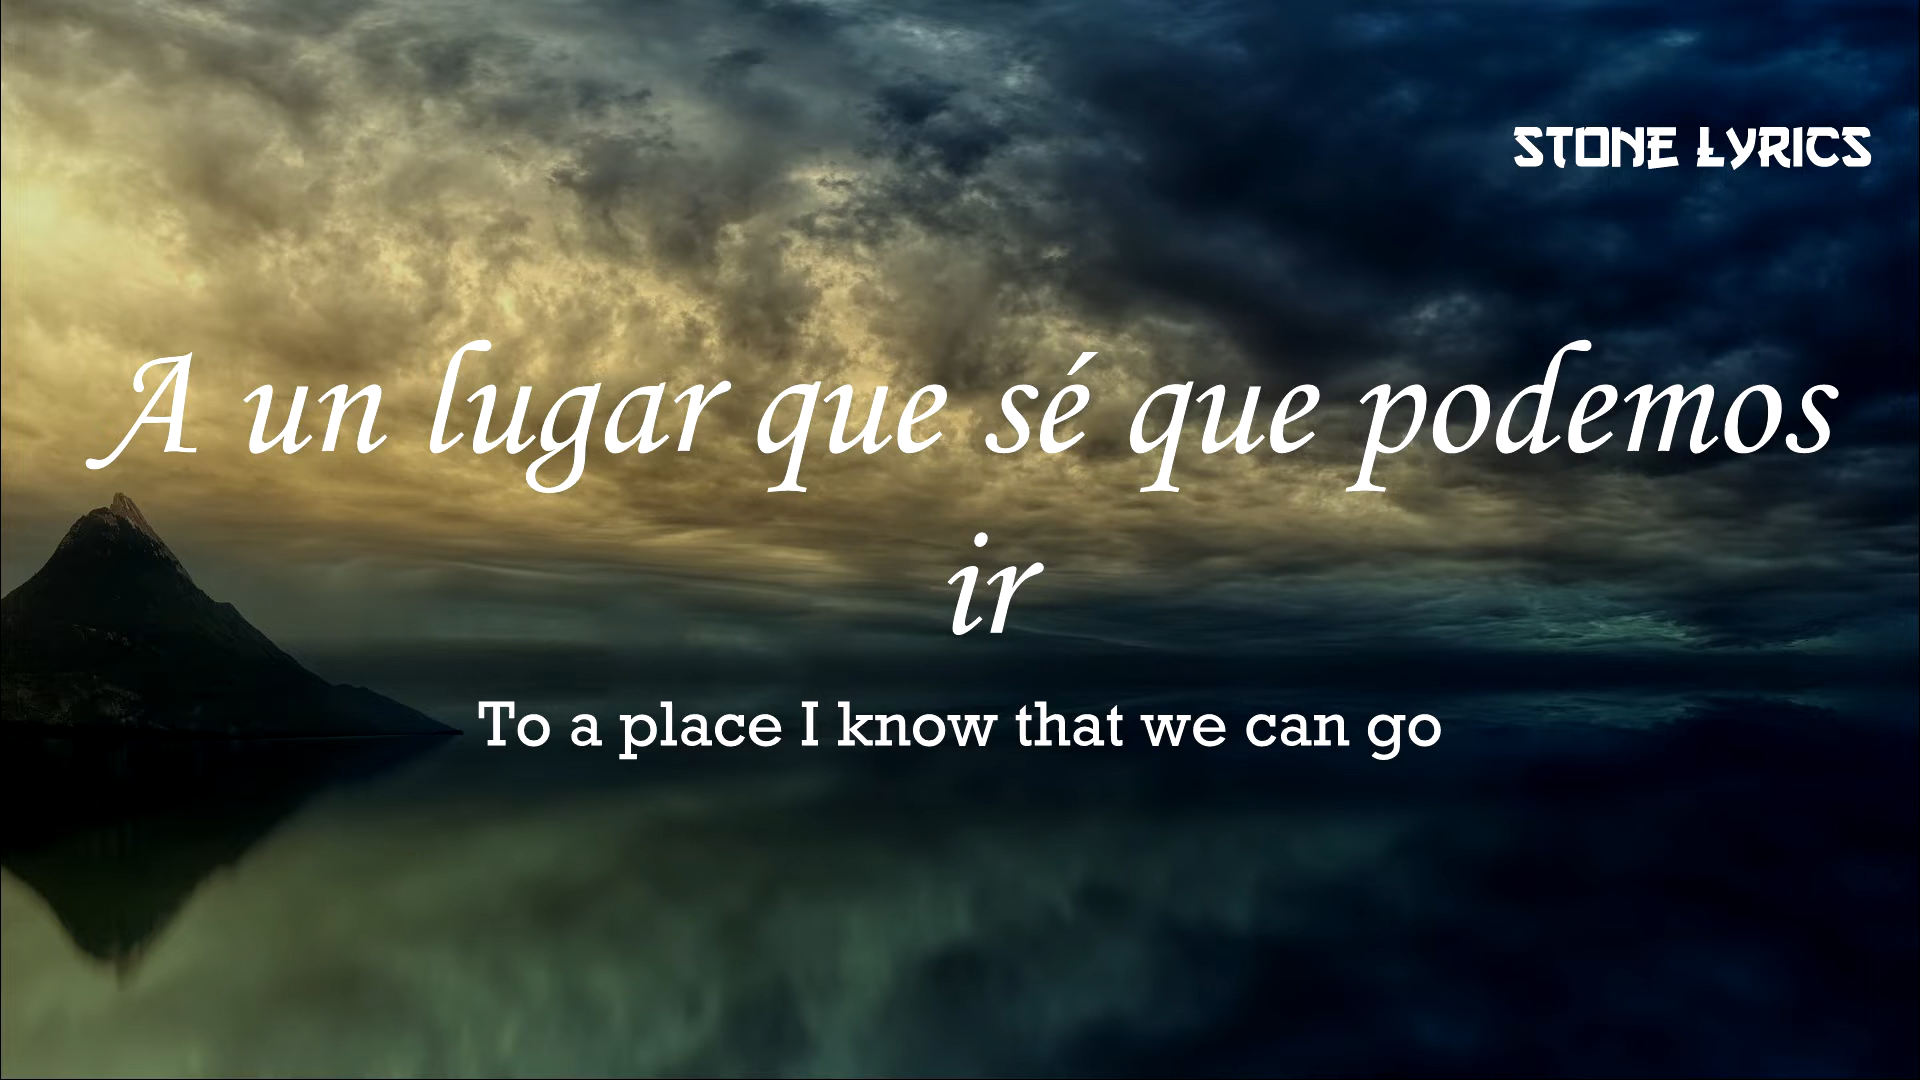 STONE LYRICS
A un lugar que sé que podemos
ir
To a place I know that we can go